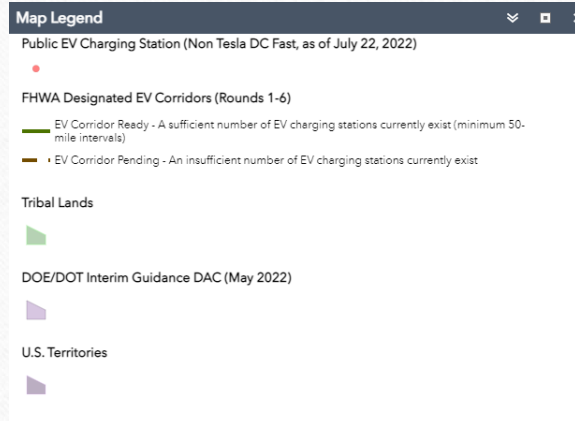 Map Legend
Public EV Charging Station (Non Tesla DC Fast, as of July 22, 2022)
FHWA Designated EV Corridors (Rounds 1-6)
EV Corridor Ready - A sufficient number of EV charging stations currently exist (minimum 50-
mile intervals)
EV Corridor Pending - An insufficient number of EV charging stations currently exist
Tribal Lands
DOE/DOT Interim Guidance DAC (May 2022)
U.S. Territories